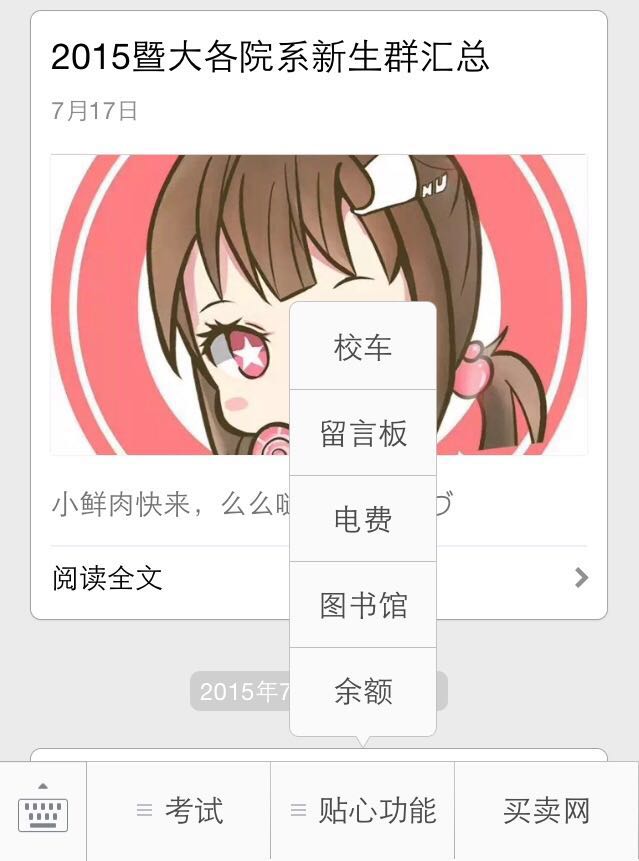 2015暨大各院系新生群汇总
7月17日
NU
校车
留言板
小鲜肉快来，么么
づ
电费
阅读全文
图书馆
2015年7
余额
考试
贴心功能
买卖网